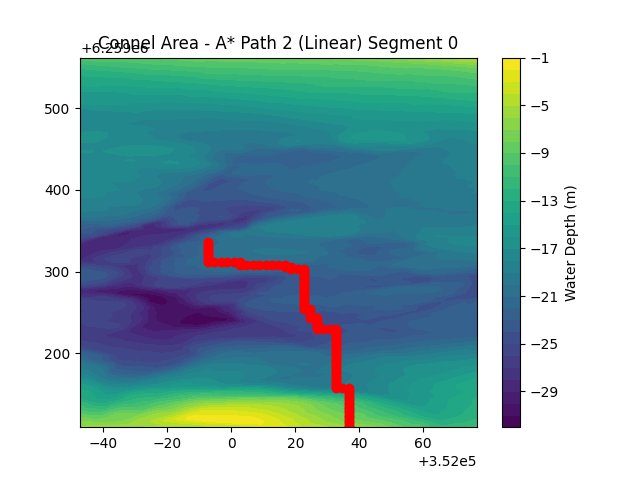 Connel Area - A* Path 2 (Linear) Segment 0
+6.259e6
500
400
300
200
−40 −20 0 20 40 60
+3.52e5
−1
−5
−9
−13
−17
−21
−25
−29
Water Depth (m)